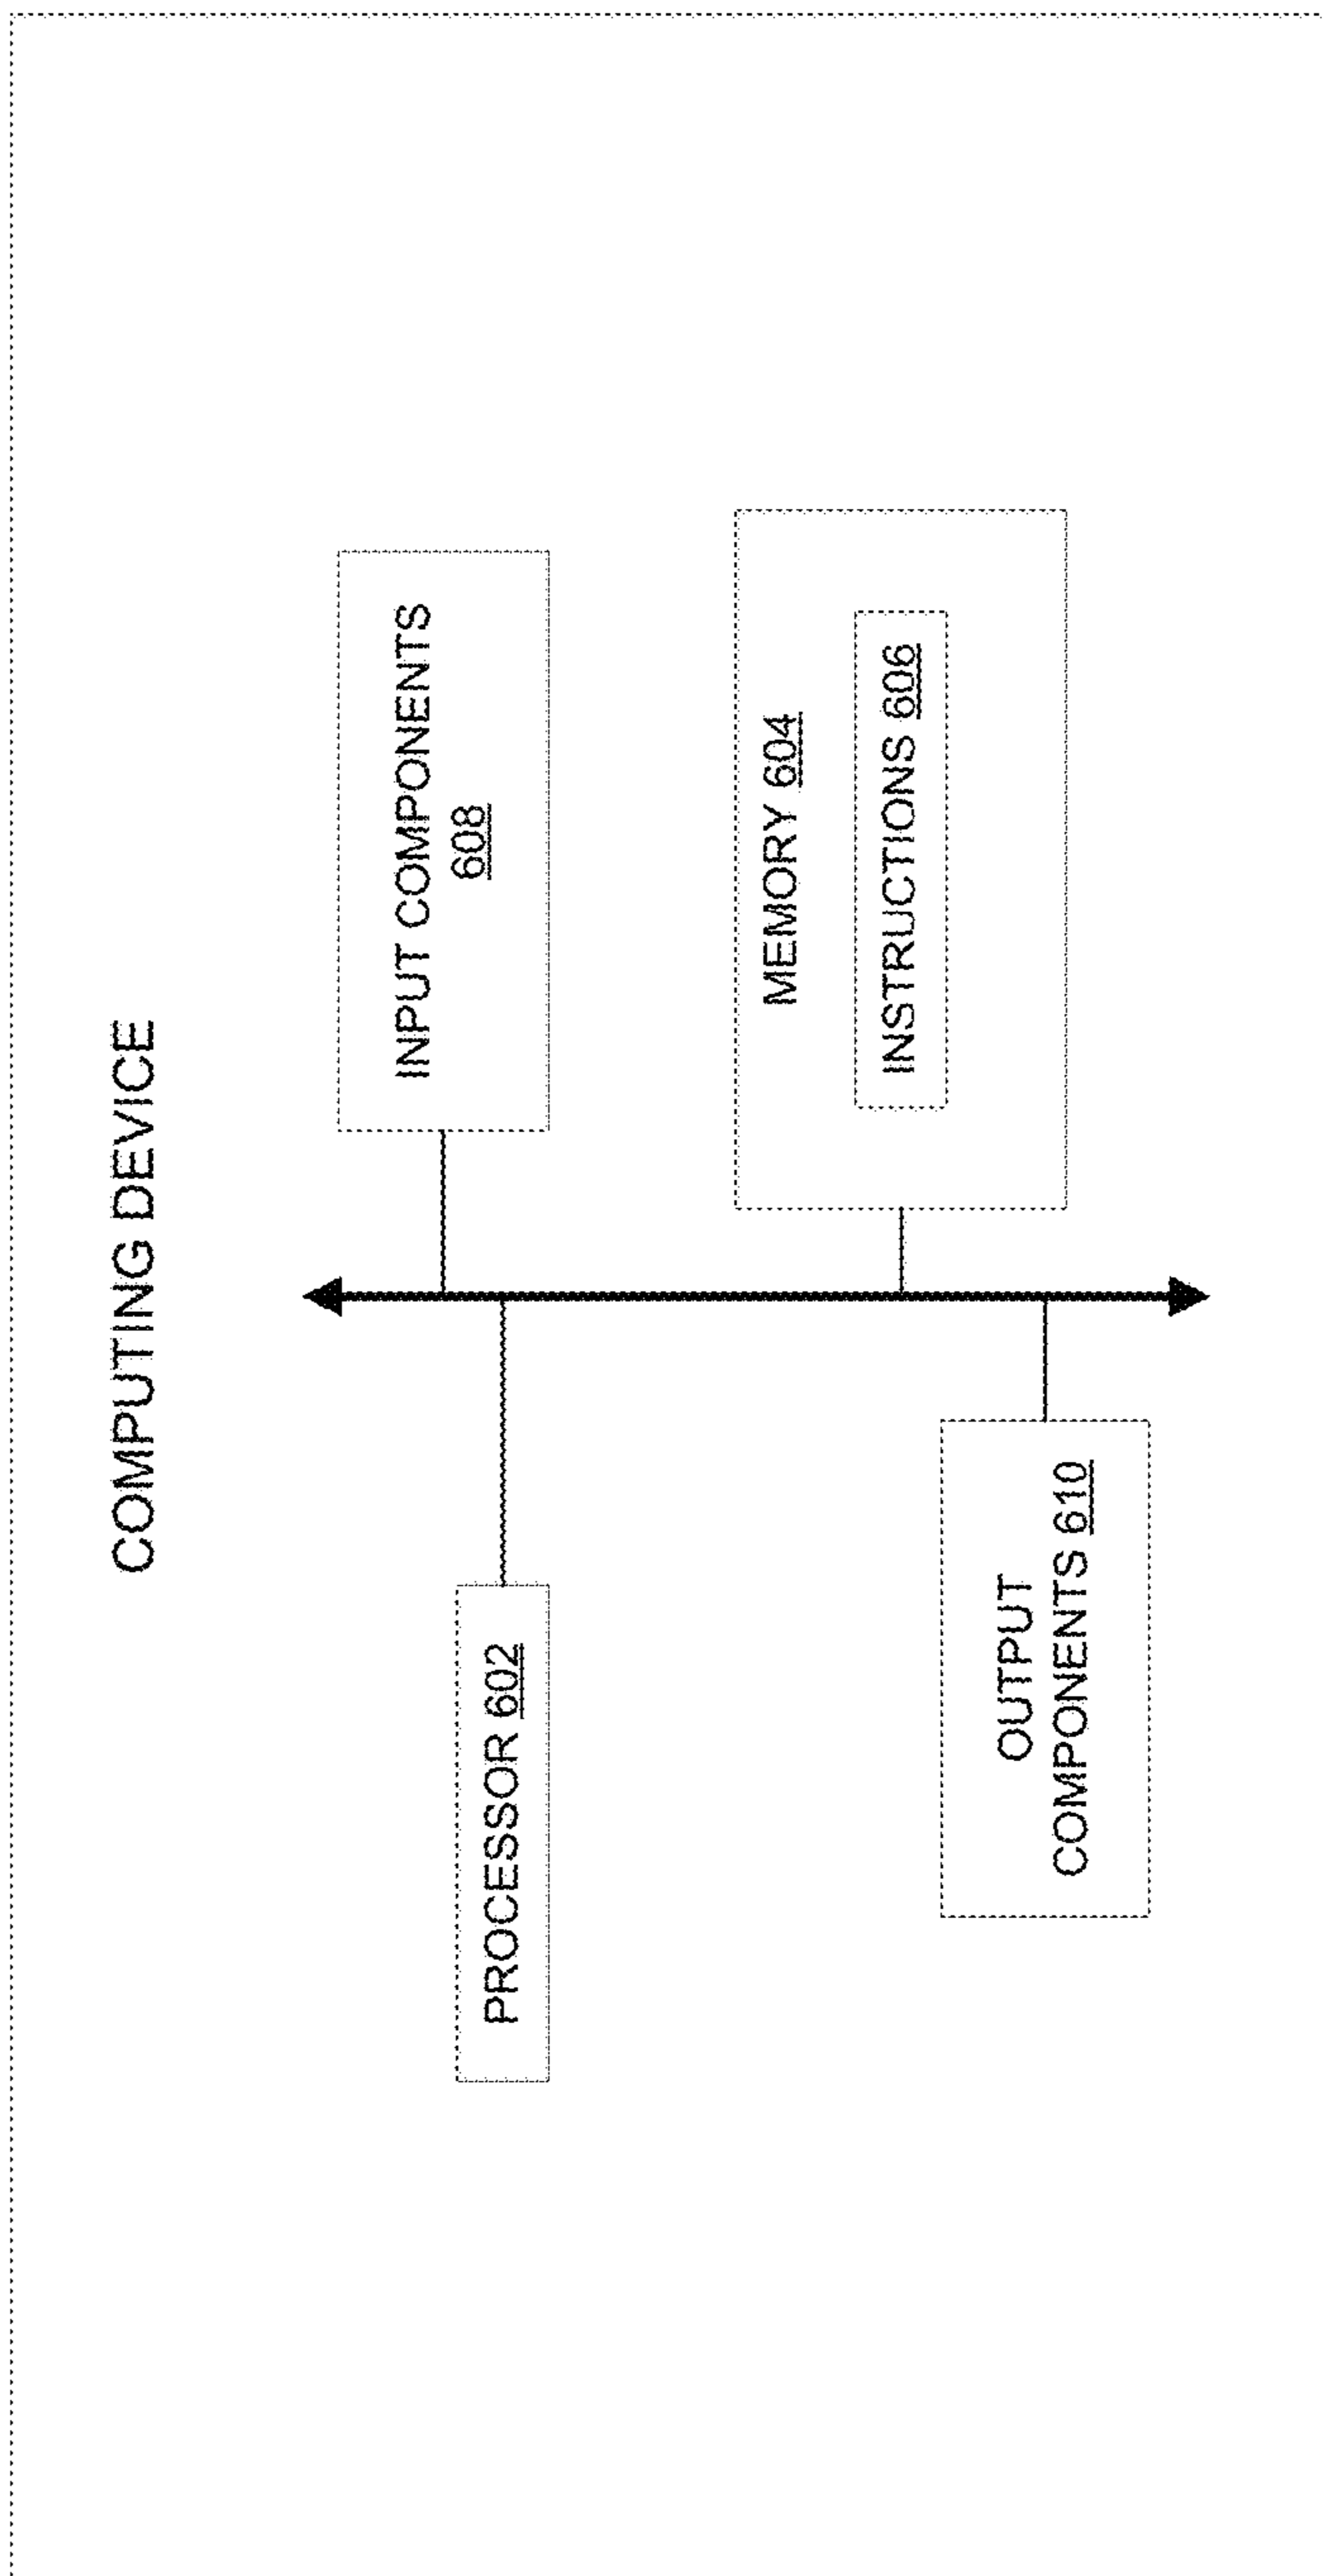 COMPUTING DEVICE
PROCESSOR 602
INPUT COMPONENTS
608
MEMORY 604
INSTRUCTIONS 606
OUTPUT
COMPONENTS 610